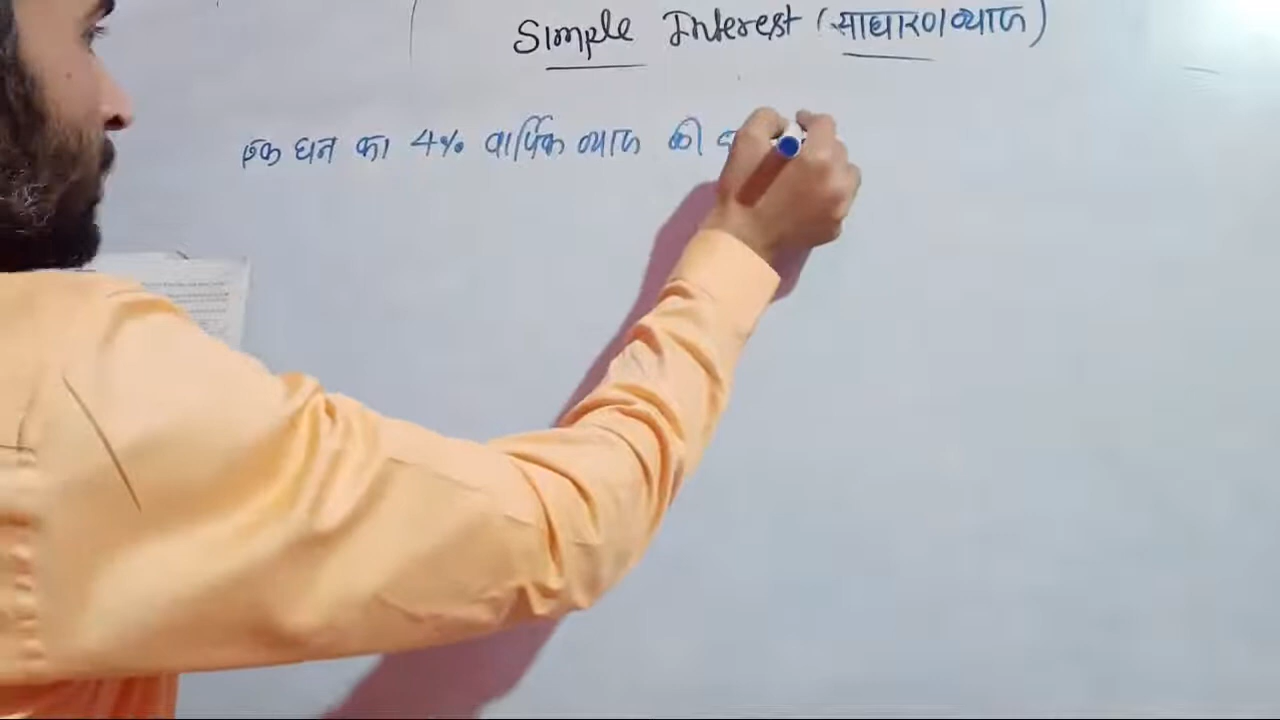 Simple Interest (साधारण व्याज)
एक धन का 4% वार्षिक व्याज की